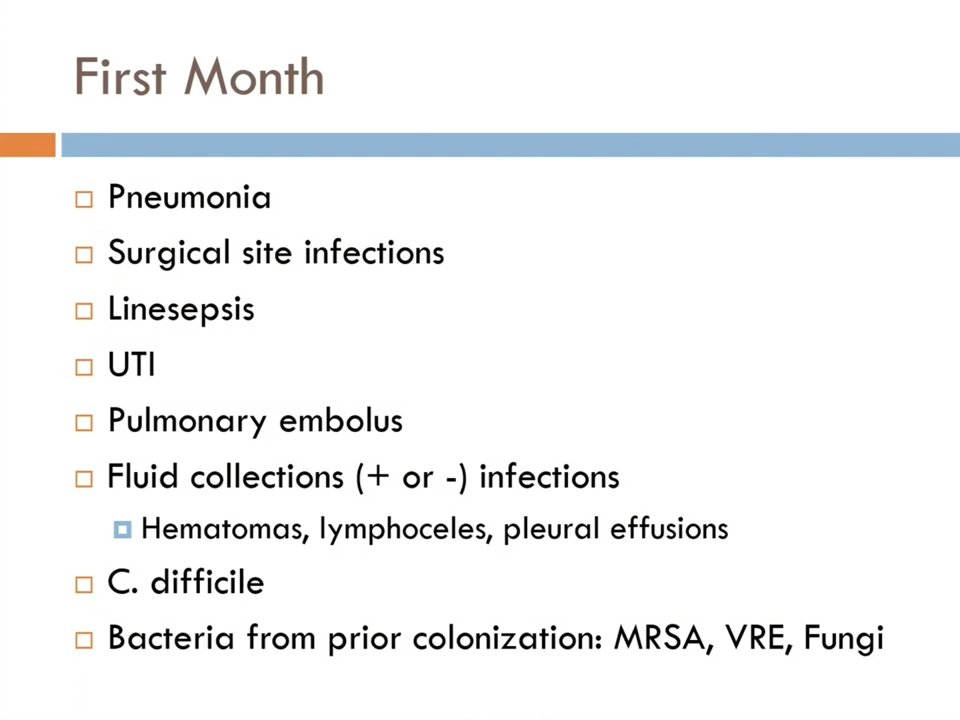 First Month
Pneumonia
Surgical site infections
Linesepsis
UTI
Pulmonary embolus
Fluid collections (+ or -) infections
Hematomas, lymphoceles, pleural effusions
C. difficile
Bacteria from prior colonization: MRSA, VRE, Fungi